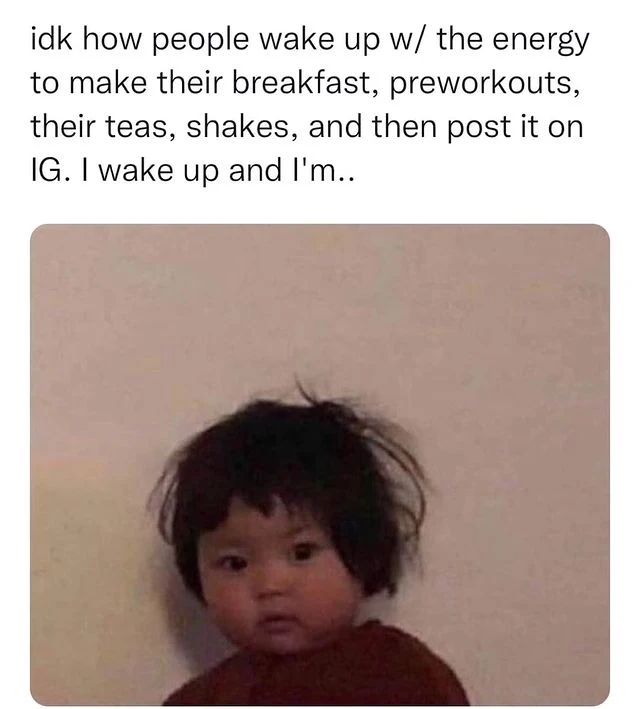 idk how people wake up w/ the energy
to make their breakfast, preworkouts,
their teas, shakes, and then post it on
IG. I wake up and I'm..